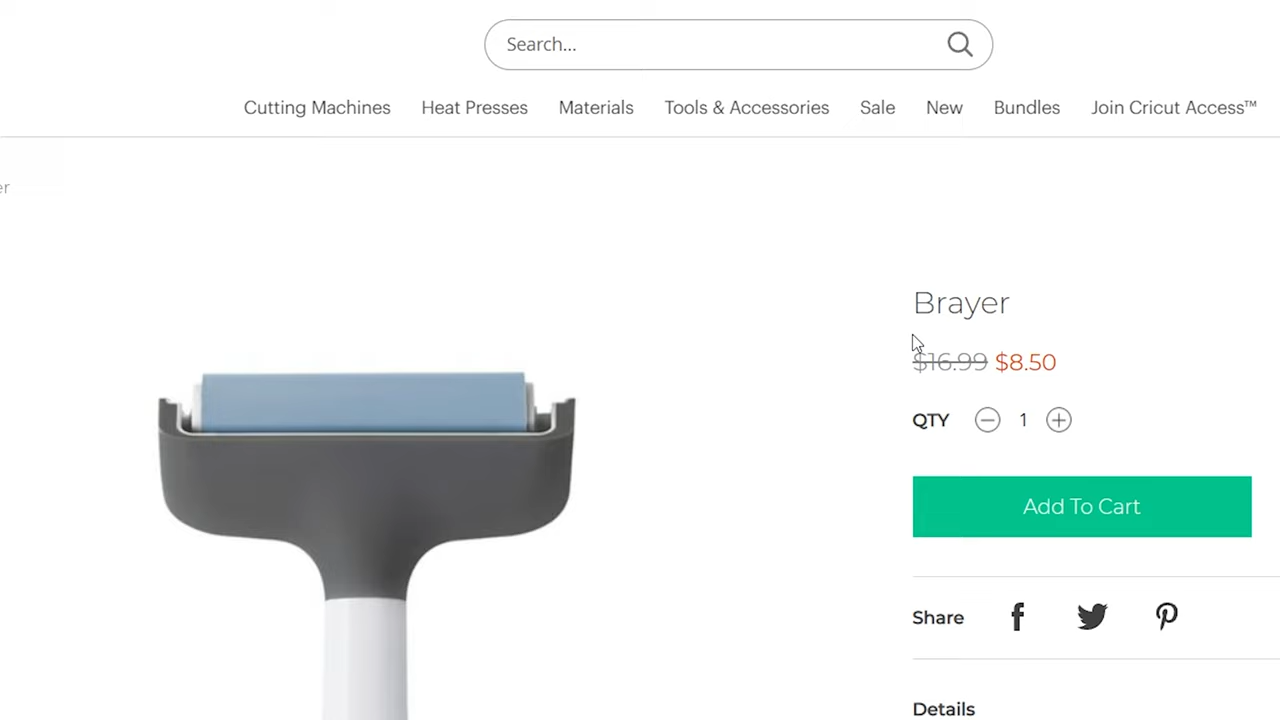 Search...
Cutting Machines Heat Presses Materials Tools & Accessories Sale New Bundles Join Cricut Access™
er
Brayer
$16.99 $8.50
QTY 1
Add To Cart
Share
Details